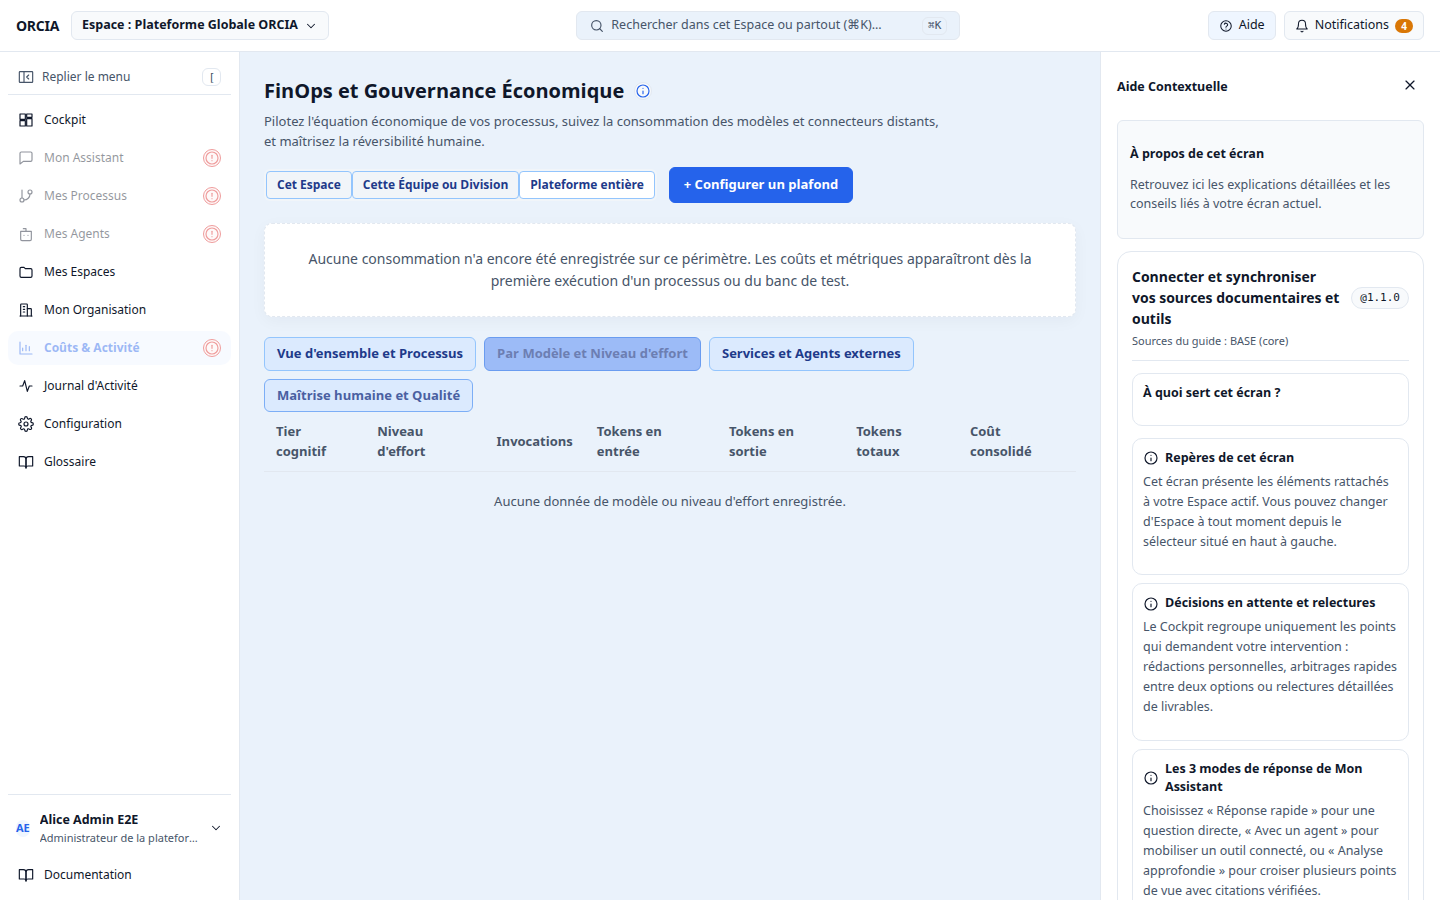 ORCIA
Espace : Plateforme Globale ORCIA
Rechercher dans cet Espace ou partout (⌘K)...
⌘K
Aide
Notifications 4
Replier le menu
[
Cockpit
Mon Assistant
Mes Processus
Mes Agents
Mes Espaces
Mon Organisation
Coûts & Activité
Journal d'Activité
Configuration
Glossaire
Alice Admin E2E
AE
Administrateur de la platefor...
Documentation
FinOps et Gouvernance Économique
Pilotez l'équation économique de vos processus, suivez la consommation des modèles et connecteurs distants,
et maîtrisez la réversibilité humaine.
Cet Espace
Cette Équipe ou Division
Plateforme entière
+ Configurer un plafond
Aucune consommation n'a encore été enregistrée sur ce périmètre. Les coûts et métriques apparaîtront dès la
première exécution d'un processus ou du banc de test.
Vue d'ensemble et Processus
Par Modèle et Niveau d'effort
Services et Agents externes
Maîtrise humaine et Qualité
Tier
cognitif
Niveau
d'effort
Invocations
Tokens en
entrée
Tokens en
sortie
Tokens
totaux
Coût
consolidé
Aucune donnée de modèle ou niveau d'effort enregistrée.
Aide Contextuelle
À propos de cet écran
Retrouvez ici les explications détaillées et les
conseils liés à votre écran actuel.
Connecter et synchroniser
vos sources documentaires et
outils
@1.1.0
Sources du guide : BASE (core)
À quoi sert cet écran ?
Repères de cet écran
Cet écran présente les éléments rattachés
à votre Espace actif. Vous pouvez changer
d'Espace à tout moment depuis le
sélecteur situé en haut à gauche.
Décisions en attente et relectures
Le Cockpit regroupe uniquement les points
qui demandent votre intervention :
rédactions personnelles, arbitrages rapides
entre deux options ou relectures détaillées
de livrables.
Les 3 modes de réponse de Mon
Assistant
Choisissez « Réponse rapide » pour une
question directe, « Avec un agent » pour
mobiliser un outil connecté, ou « Analyse
approfondie » pour croiser plusieurs points
de vue avec citations vérifiées.